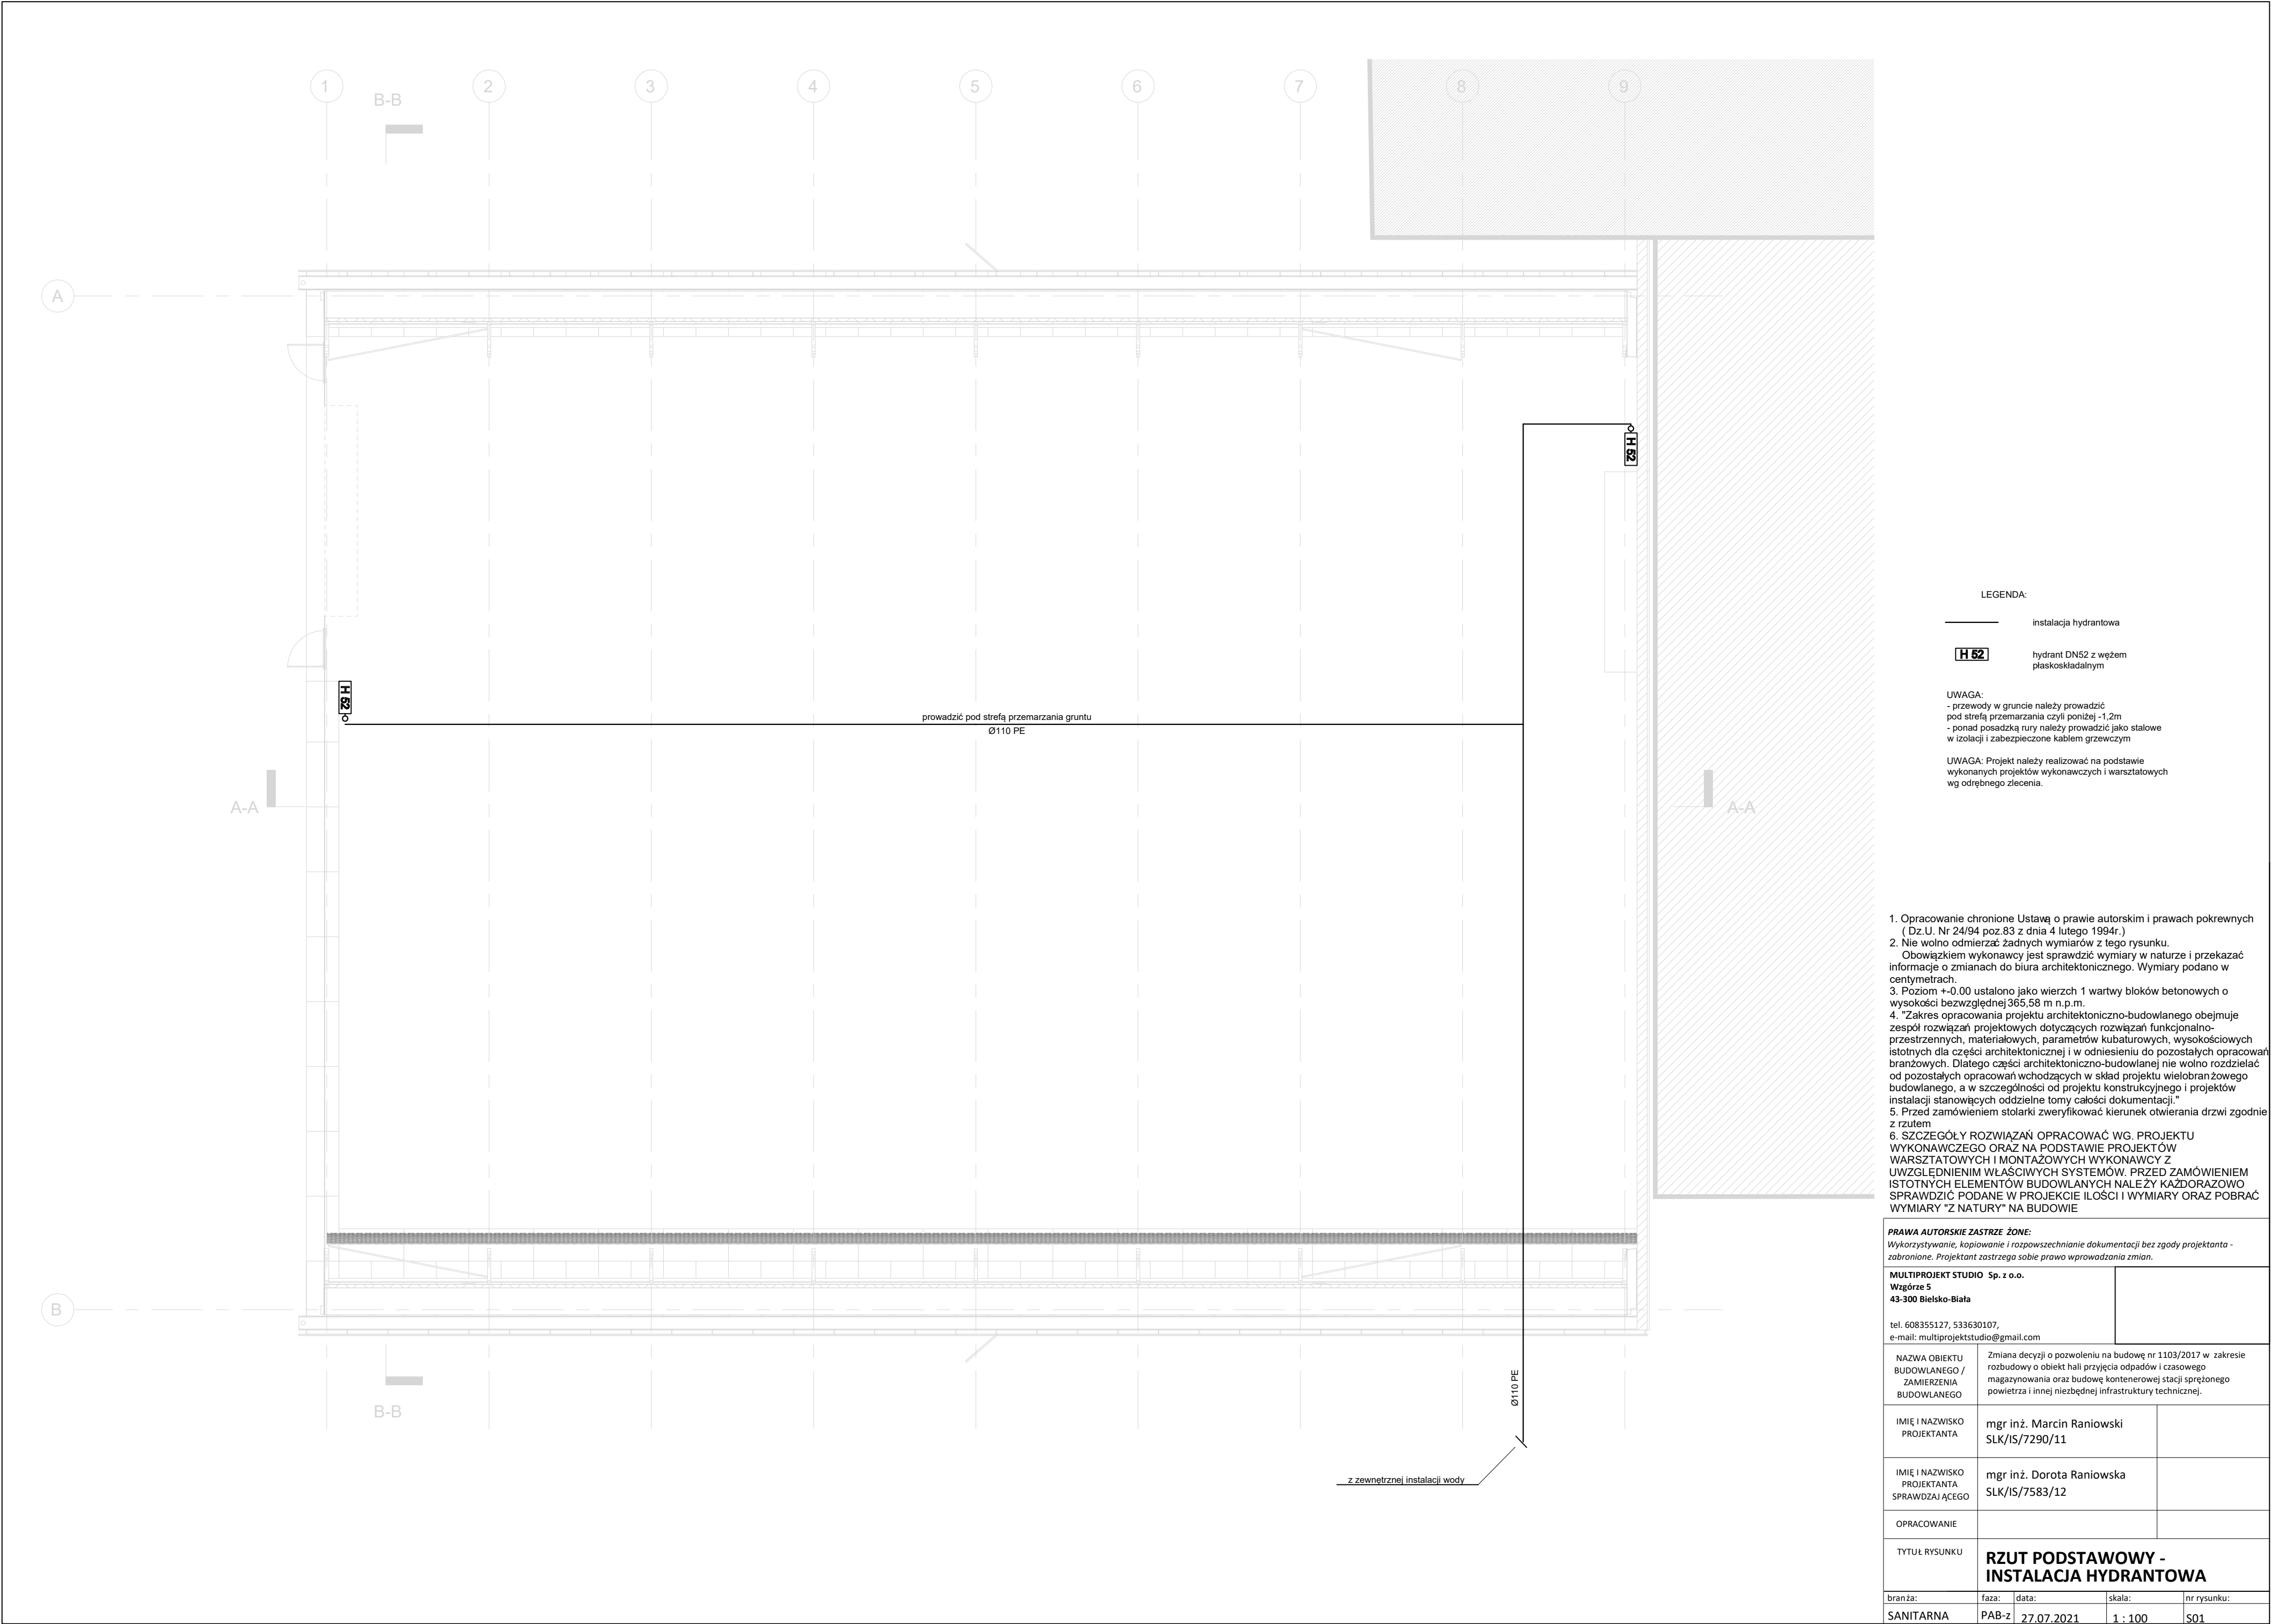 1
2
3
4
5
6
7
8
9
B-B
A
H 52
H 52
prowadzić pod strefą przemarzania gruntu
Ø110 PE
A-A
A-A
B
B-B
Ø110 PE
z zewnętrznej instalacji wody
LEGENDA:
instalacja hydrantowa
H 52
hydrant DN52 z wężem
płaskoskładalnym
UWAGA:
- przewody w gruncie należy prowadzić
pod strefą przemarzania czyli poniżej -1,2m
- ponad posadzką rury należy prowadzić jako stalowe
w izolacji i zabezpieczone kablem grzewczym
UWAGA: Projekt należy realizować na podstawie
wykonanych projektów wykonawczych i warsztatowych
wg odrębnego zlecenia.
1. Opracowanie chronione Ustawą o prawie autorskim i prawach pokrewnych
( Dz.U. Nr 24/94 poz.83 z dnia 4 lutego 1994r.)
2. Nie wolno odmierzać żadnych wymiarów z tego rysunku.
Obowiązkiem wykonawcy jest sprawdzić wymiary w naturze i przekazać
informacje o zmianach do biura architektonicznego. Wymiary podano w
centymetrach.
3. Poziom +-0.00 ustalono jako wierzch 1 wartwy bloków betonowych o
wysokości bezwzględnej 365,58 m n.p.m.
4. "Zakres opracowania projektu architektoniczno-budowlanego obejmuje
zespół rozwiązań projektowych dotyczących rozwiązań funkcjonalno-
przestrzennych, materiałowych, parametrów kubaturowych, wysokościowych
istotnych dla części architektonicznej i w odniesieniu do pozostałych opracowań
branżowych. Dlatego części architektoniczno-budowlanej nie wolno rozdzielać
od pozostałych opracowań wchodzących w skład projektu wielobranżowego
budowlanego, a w szczególności od projektu konstrukcyjnego i projektów
instalacji stanowiących oddzielne tomy całości dokumentacji."
5. Przed zamówieniem stolarki zweryfikować kierunek otwierania drzwi zgodnie
z rzutem
6. SZCZEGÓŁY ROZWIĄZAŃ OPRACOWAĆ WG. PROJEKTU
WYKONAWCZEGO ORAZ NA PODSTAWIE PROJEKTÓW
WARSZTATOWYCH I MONTAŻOWYCH WYKONAWCY Z
UWZGLĘDNIENIM WŁAŚCIWYCH SYSTEMÓW. PRZED ZAMÓWIENIEM
ISTOTNYCH ELEMENTÓW BUDOWLANYCH NALEŻY KAŻDORAZOWO
SPRAWDZIĆ PODANE W PROJEKCIE ILOŚCI I WYMIARY ORAZ POBRAĆ
WYMIARY "Z NATURY" NA BUDOWIE
PRAWA AUTORSKIE ZASTRZE ŻONE:
Wykorzystywanie, kopiowanie i rozpowszechnianie dokumentacji bez zgody projektanta -
zabronione. Projektant zastrzega sobie prawo wprowadzania zmian.
MULTIPROJEKT STUDIO Sp. z o.o.
Wzgórze 5
43-300 Bielsko-Biała
tel. 608355127, 533630107,
e-mail: multiprojektstudio@gmail.com
NAZWA OBIEKTU
BUDOWLANEGO /
ZAMIERZENIA
BUDOWLANEGO
Zmiana decyzji o pozwoleniu na budowę nr 1103/2017 w zakresie
rozbudowy o obiekt hali przyjęcia odpadów i czasowego
magazynowania oraz budowę kontenerowej stacji sprężonego
powietrza i innej niezbędnej infrastruktury technicznej.
IMIĘ I NAZWISKO
PROJEKTANTA
mgr inż. Marcin Raniowski
SLK/IS/7290/11
IMIĘ I NAZWISKO
PROJEKTANTA
SPRAWDZAJĄCEGO
mgr inż. Dorota Raniowska
SLK/IS/7583/12
OPRACOWANIE
TYTUŁ RYSUNKU
RZUT PODSTAWOWY -
INSTALACJA HYDRANTOWA
branża: faza: data: skala: nr rysunku:
SANITARNA PAB-z 27.07.2021 1 : 100 S01